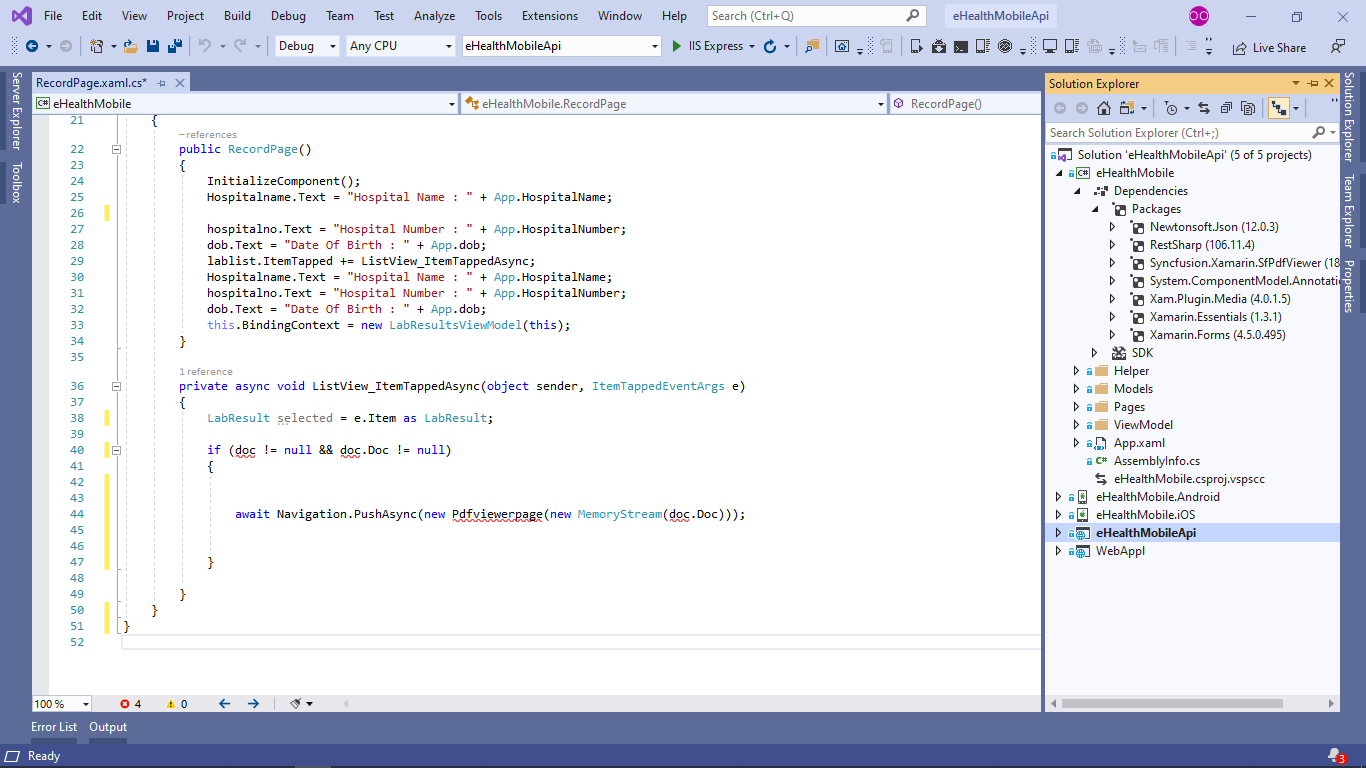 File Edit View Project Build Debug Team Test Analyze Tools Extensions Window Help Search (Ctrl+Q) eHealthMobileApi OO
Debug Any CPU eHealthMobileApi IIS Express Live Share
Server Explorer
Toolbox
RecordPage.xaml.cs*
C# eHealthMobile eHealthMobile.RecordPage RecordPage()
21 {
references
22 public RecordPage()
23 {
24 InitializeComponent();
25 Hospitalname.Text = "Hospital Name : " + App.HospitalName;
26
27 hospitalno.Text = "Hospital Number : " + App.HospitalNumber;
28 dob.Text = "Date Of Birth : " + App.dob;
29 lablist.ItemTapped += ListView_ItemTappedAsync;
30 Hospitalname.Text = "Hospital Name : " + App.HospitalName;
31 hospitalno.Text = "Hospital Number : " + App.HospitalNumber;
32 dob.Text = "Date Of Birth : " + App.dob;
33 this.BindingContext = new LabResultsViewModel(this);
34 }
35
1 reference
36 private async void ListView_ItemTappedAsync(object sender, ItemTappedEventArgs e)
37 {
38 LabResult selected = e.Item as LabResult;
39
40 if (doc != null && doc.Doc != null)
41 {
42
43
44 await Navigation.PushAsync(new Pdfviewerpage(new MemoryStream(doc.Doc)));
45
46
47 }
48
49 }
50 }
51 }
52
100 % 4 0
Error List Output
Ready
3
Solution Explorer
Search Solution Explorer (Ctrl+;)
Solution 'eHealthMobileApi' (5 of 5 projects)
C# eHealthMobile
Dependencies
Packages
Newtonsoft.Json (12.0.3)
RestSharp (106.11.4)
Syncfusion.Xamarin.SfPdfViewer (18
System.ComponentModel.Annotatio
Xam.Plugin.Media (4.0.1.5)
Xamarin.Essentials (1.3.1)
Xamarin.Forms (4.5.0.495)
SDK
Helper
Models
Pages
ViewModel
App.xaml
C# AssemblyInfo.cs
eHealthMobile.csproj.vspscc
eHealthMobile.Android
eHealthMobile.iOS
eHealthMobileApi
WebAppI
Solution Explorer
Team Explorer
Properties